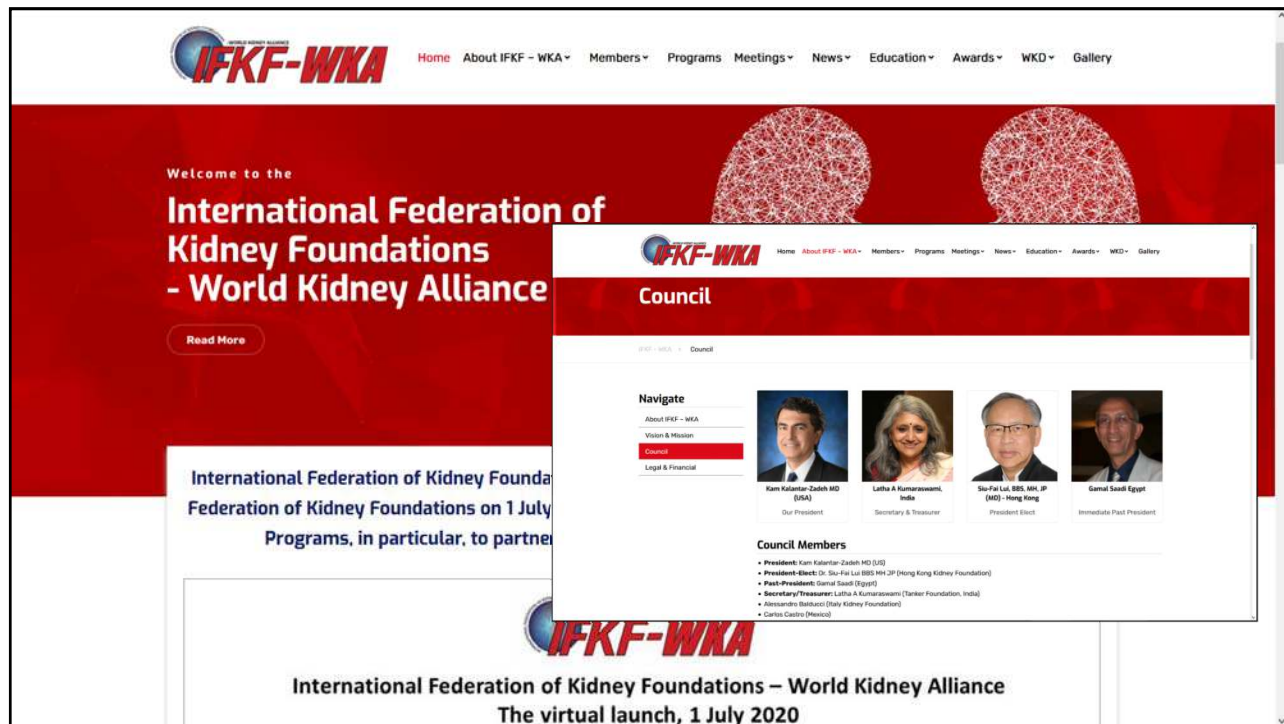 WORLD KIDNEY ALLIANCE
IFKF-WKA
Home About IFKF – WKA Members Programs Meetings News Education Awards WKD Gallery
Welcome to the
International Federation of
Kidney Foundations
- World Kidney Alliance
Read More
International Federation of Kidney Founda
Federation of Kidney Foundations on 1 July
Programs, in particular, to partne
IFKF-WKA
International Federation of Kidney Foundations – World Kidney Alliance
The virtual launch, 1 July 2020
IFKF-WKA
Home About IFKF – WKA Members Programs Meetings News Education Awards WKD Gallery
Council
IFKF - WKA > Council
Navigate
About IFKF – WKA
Vision & Mission
Council
Legal & Financial
Kam Kalantar-Zadeh MD
(USA)
Our President
Latha A Kumaraswami,
India
Secretary & Treasurer
Siu-Fai Lui, BBS, MH, JP
(MD) - Hong Kong
President Elect
Gamal Saadi Egypt
Immediate Past President
Council Members
• President: Kam Kalantar-Zadeh MD (US)
• President-Elect: Dr. Siu-Fai Lui BBS MH JP (Hong Kong Kidney Foundation)
• Past-President: Gamal Saadi (Egypt)
• Secretary/Treasurer: Latha A Kumaraswami (Tanker Foundation, India)
• Alessandro Balducci (Italy Kidney Foundation)
• Carlos Castro (Mexico)